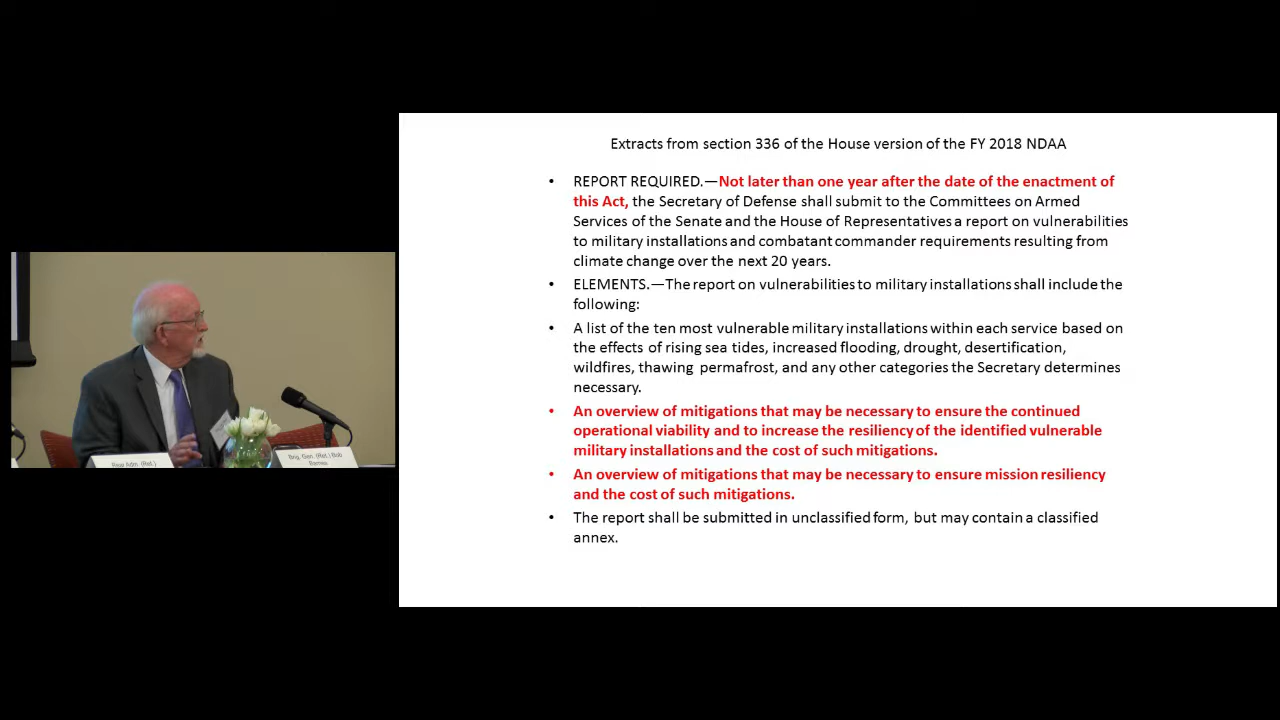 Extracts from section 336 of the House version of the FY 2018 NDAA
• REPORT REQUIRED.—Not later than one year after the date of the enactment of
this Act, the Secretary of Defense shall submit to the Committees on Armed
Services of the Senate and the House of Representatives a report on vulnerabilities
to military installations and combatant commander requirements resulting from
climate change over the next 20 years.
• ELEMENTS.—The report on vulnerabilities to military installations shall include the
following:
• A list of the ten most vulnerable military installations within each service based on
the effects of rising sea tides, increased flooding, drought, desertification,
wildfires, thawing permafrost, and any other categories the Secretary determines
necessary.
• An overview of mitigations that may be necessary to ensure the continued
operational viability and to increase the resiliency of the identified vulnerable
military installations and the cost of such mitigations.
• An overview of mitigations that may be necessary to ensure mission resiliency
and the cost of such mitigations.
• The report shall be submitted in unclassified form, but may contain a classified
annex.
Rear Adm. (Ret.)
Brig. Gen. (Ret.) Bob
Barnes